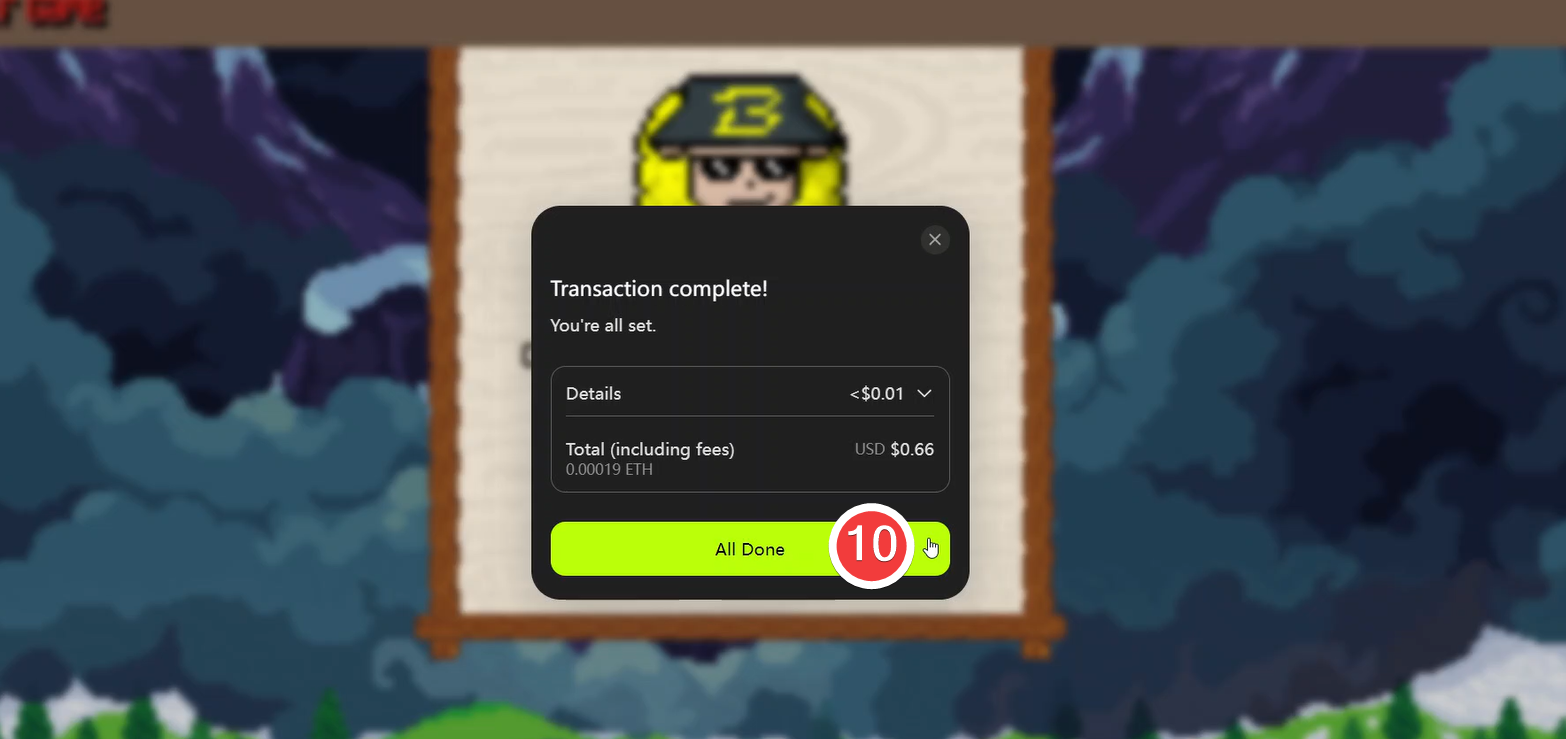 Transaction complete!
You're all set.
Details <$0.01
Total (including fees) USD $0.66
0.00019 ETH
All Done 10
B